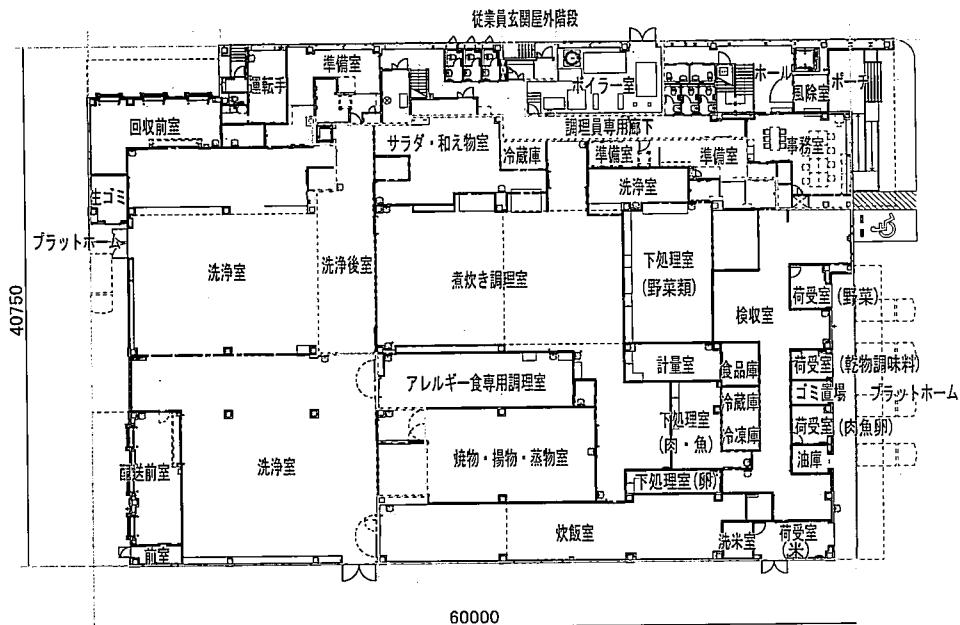 従業員玄関屋外階段
運転手
準備室
ボイラー室
ホール
風除室
ポーチ
回収前室
サラダ・和え物室
冷蔵庫
調理員専用廊下
準備室
準備室
事務室
洗浄室
生ゴミ
プラットホーム
洗浄室
洗浄後室
煮炊き調理室
下処理室
(野菜類)
検収室
荷受室(野菜)
40750
計量室
食品庫
荷受室(乾物調味料)
アレルギー食専用調理室
ゴミ置場
プラットホーム
冷蔵庫
冷凍庫
下処理室
(肉・魚)
荷受室(肉魚卵)
配送前室
洗浄室
焼物・揚物・蒸物室
油庫
下処理室(卵)
炊飯室
洗米室
荷受室
(米)
前室
60000